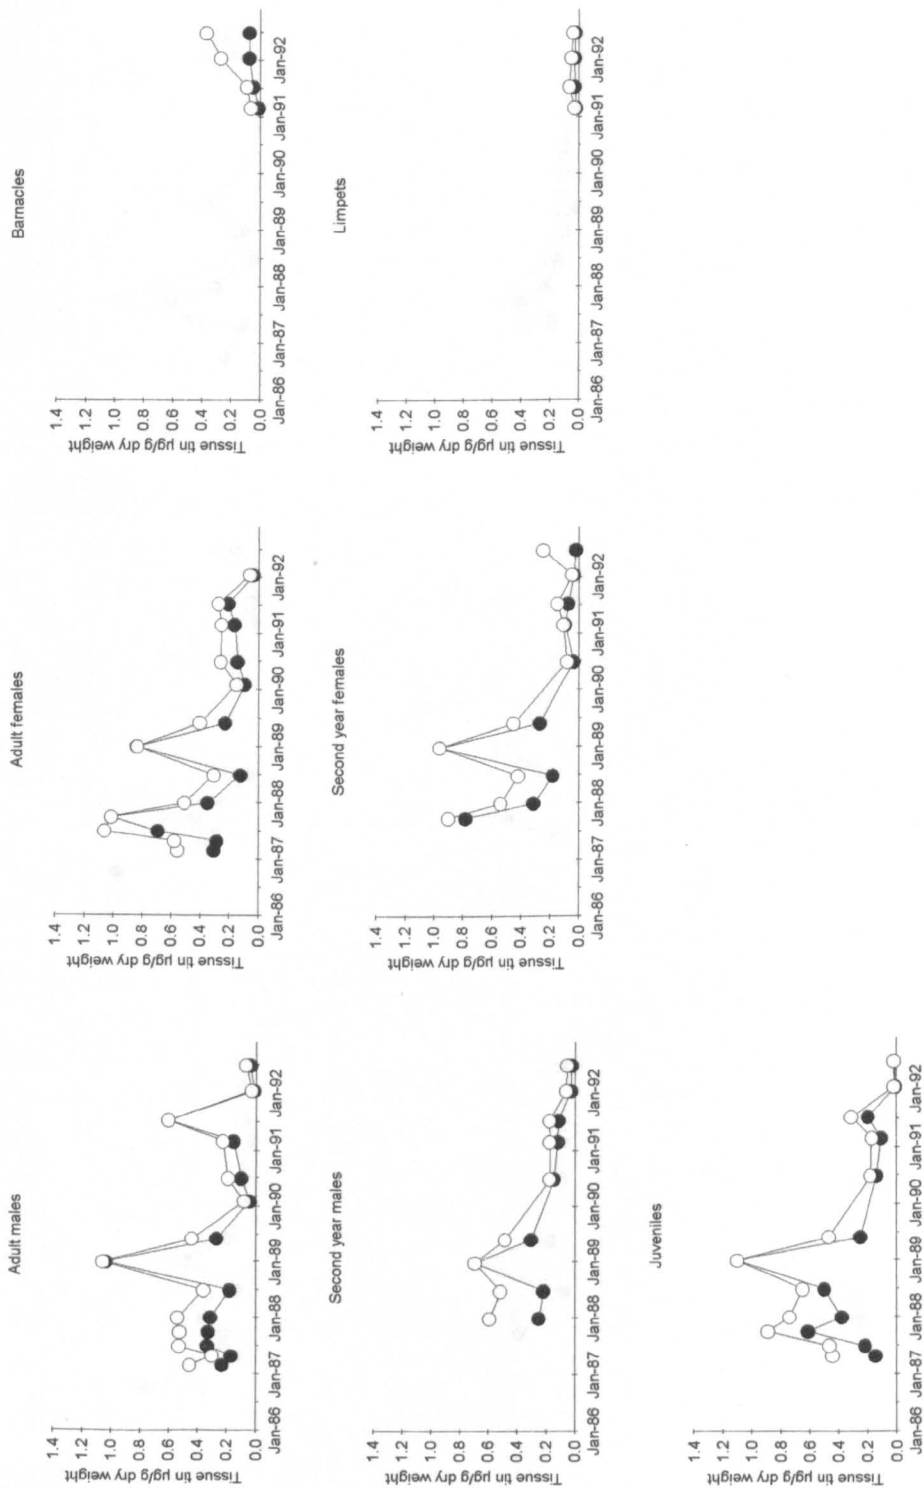 Adult males
Tissue tin µg/g dry weight
1.4
1.2
1.0
0.8
0.6
0.4
0.2
0.0
Jan-86 Jan-87 Jan-88 Jan-89 Jan-90 Jan-91 Jan-92
Adult females
Tissue tin µg/g dry weight
1.4
1.2
1.0
0.8
0.6
0.4
0.2
0.0
Jan-86 Jan-87 Jan-88 Jan-89 Jan-90 Jan-91 Jan-92
Barnacles
Tissue tin µg/g dry weight
1.4
1.2
1.0
0.8
0.6
0.4
0.2
0.0
Jan-86 Jan-87 Jan-88 Jan-89 Jan-90 Jan-91 Jan-92
Second year males
Tissue tin µg/g dry weight
1.4
1.2
1.0
0.8
0.6
0.4
0.2
0.0
Jan-86 Jan-87 Jan-88 Jan-89 Jan-90 Jan-91 Jan-92
Second year females
Tissue tin µg/g dry weight
1.4
1.2
1.0
0.8
0.6
0.4
0.2
0.0
Jan-86 Jan-87 Jan-88 Jan-89 Jan-90 Jan-91 Jan-92
Limpets
Tissue tin µg/g dry weight
1.4
1.2
1.0
0.8
0.6
0.4
0.2
0.0
Jan-86 Jan-87 Jan-88 Jan-89 Jan-90 Jan-91 Jan-92
Juveniles
Tissue tin µg/g dry weight
1.4
1.2
1.0
0.8
0.6
0.4
0.2
0.0
Jan-86 Jan-87 Jan-88 Jan-89 Jan-90 Jan-91 Jan-92